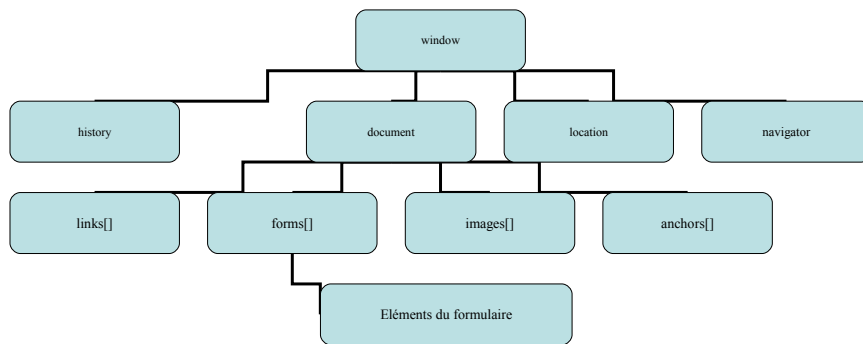 window
history
document
location
navigator
links[]
forms[]
images[]
anchors[]
Eléments du formulaire